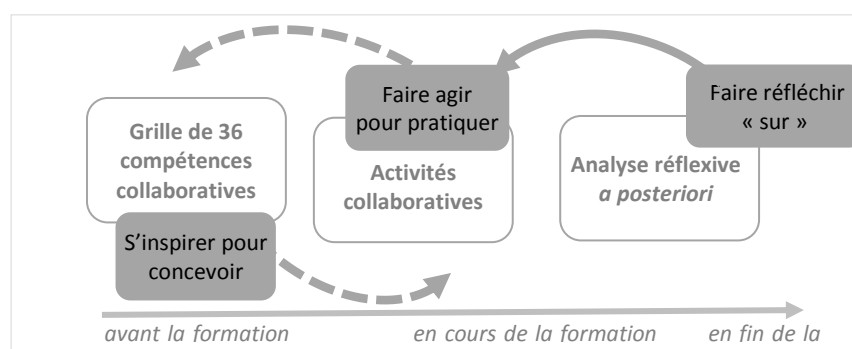 Faire agir
pour pratiquer
Faire réfléchir
« sur »
Grille de 36
compétences
collaboratives
Activités
collaboratives
Analyse réflexive
a posteriori
S’inspirer pour
concevoir
avant la formation
en cours de la formation
en fin de la